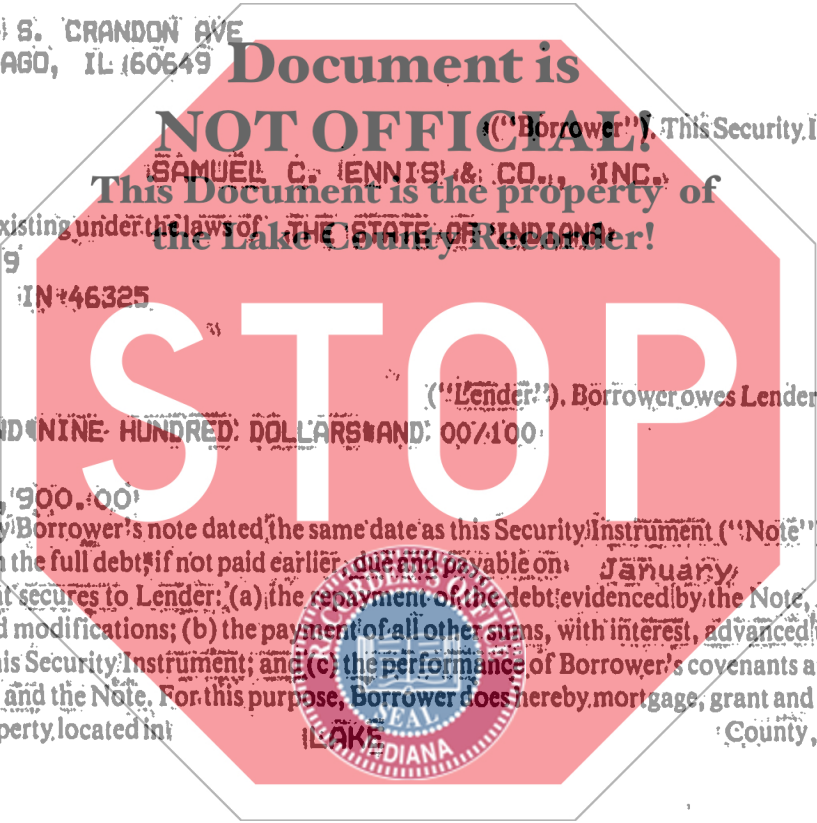 S. CRANDON AVE
AGO, IL 60649
Document is
NOT OFFICIAL!
("Borrower"). This Security I
SAMUEL C. ENNIS & CO., INC.
This Document is the property of
xisting under the laws of THE STATE OF INDIANA
the Lake County Recorder!
9
IN 46325
STOP
("Lender"). Borrower owes Lender
ND NINE HUNDRED DOLLARS AND 00/100
, 900.00
y Borrower's note dated the same date as this Security Instrument ("Note"
h the full debt, if not paid earlier, due and payable on January
t secures to Lender: (a) the repayment of the debt evidenced by the Note,
d modifications; (b) the payment of all other sums, with interest, advanced
is Security Instrument; and (c) the performance of Borrower's covenants a
and the Note. For this purpose, Borrower does hereby mortgage, grant and
perty located in LAKE County,
RECORDER'S OFFICE
SEAL
INDIANA